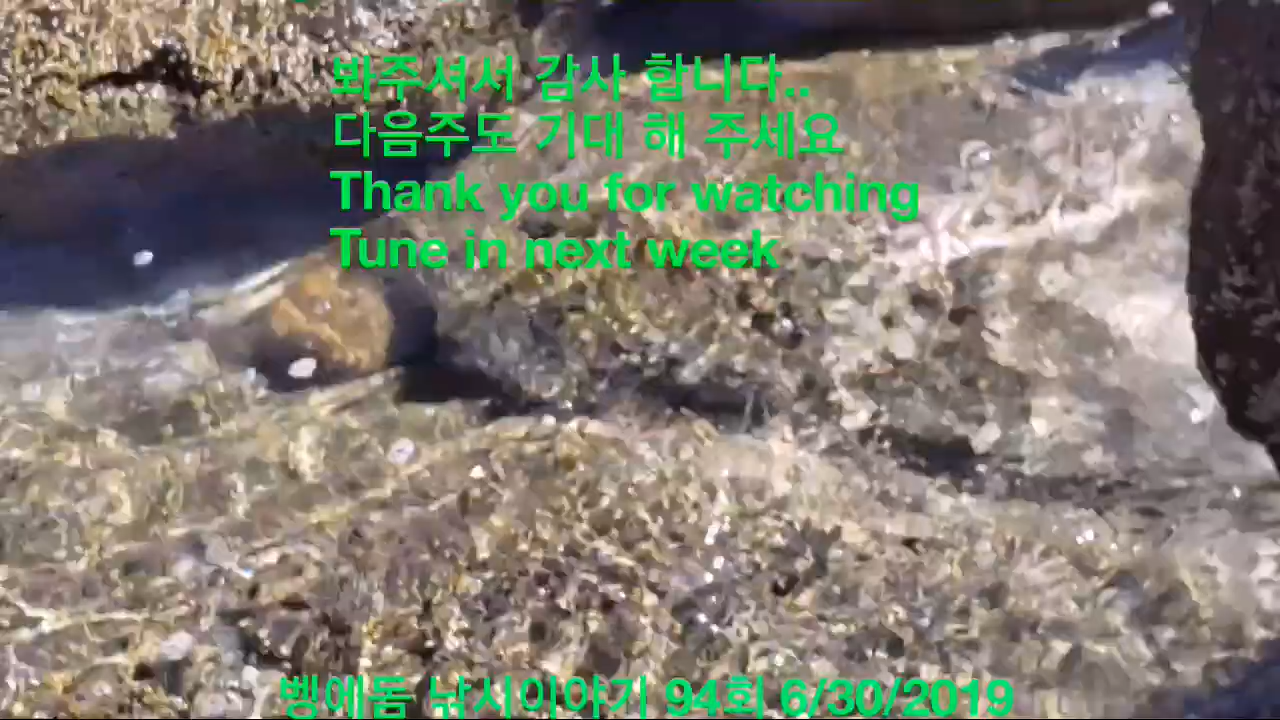 봐주셔서 감사 합니다..
다음주도 기대 해 주세요
Thank you for watching
Tune in next week
벵에돔 낚시이야기 94회 6/30/2019